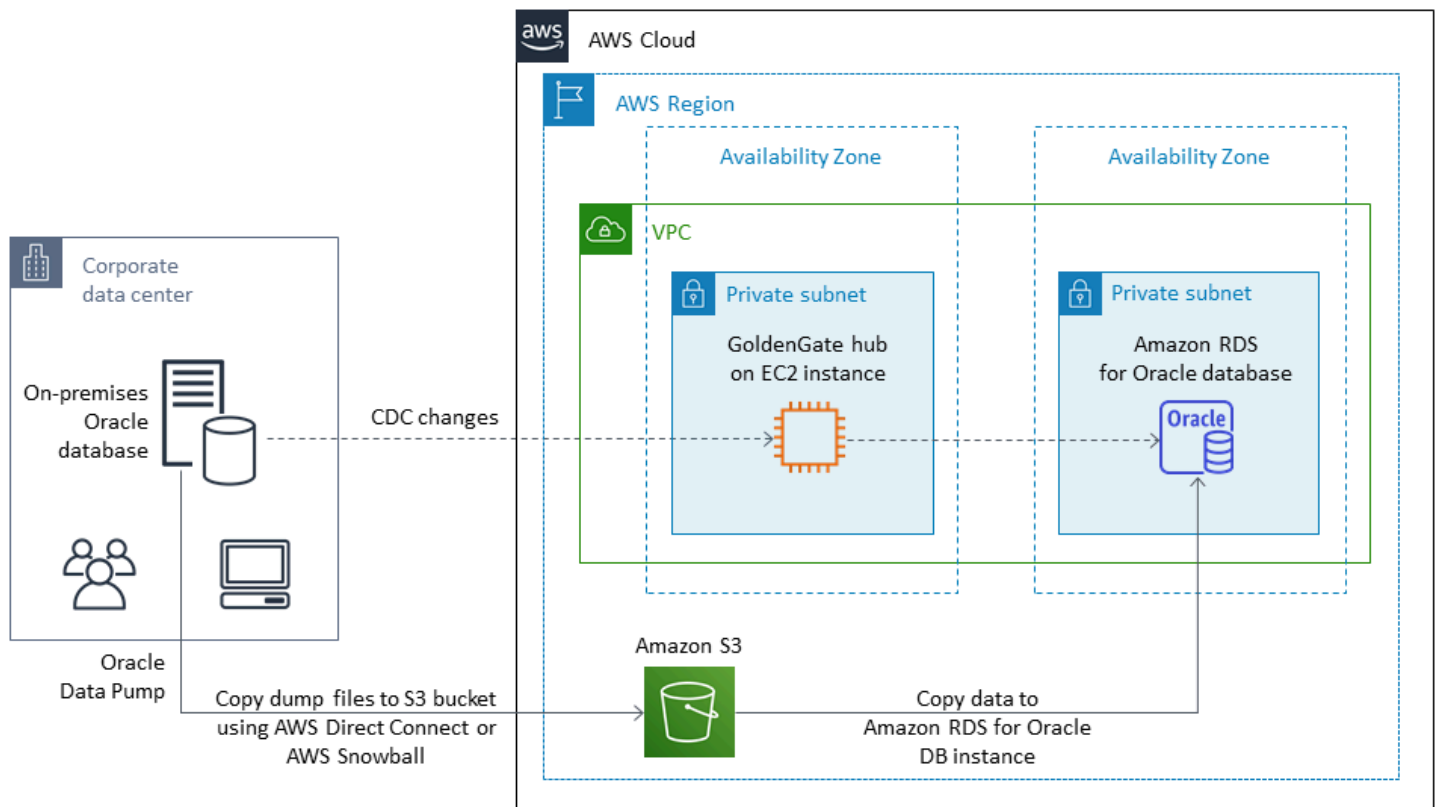 aws
AWS Cloud
AWS Region
Availability Zone
Availability Zone
VPC
Corporate
data center
Private subnet
Private subnet
GoldenGate hub
on EC2 instance
Amazon RDS
for Oracle database
On-premises
Oracle
database
CDC changes
Oracle
Amazon S3
Oracle
Data Pump
Copy dump files to S3 bucket
using AWS Direct Connect or
AWS Snowball
Copy data to
Amazon RDS for Oracle
DB instance